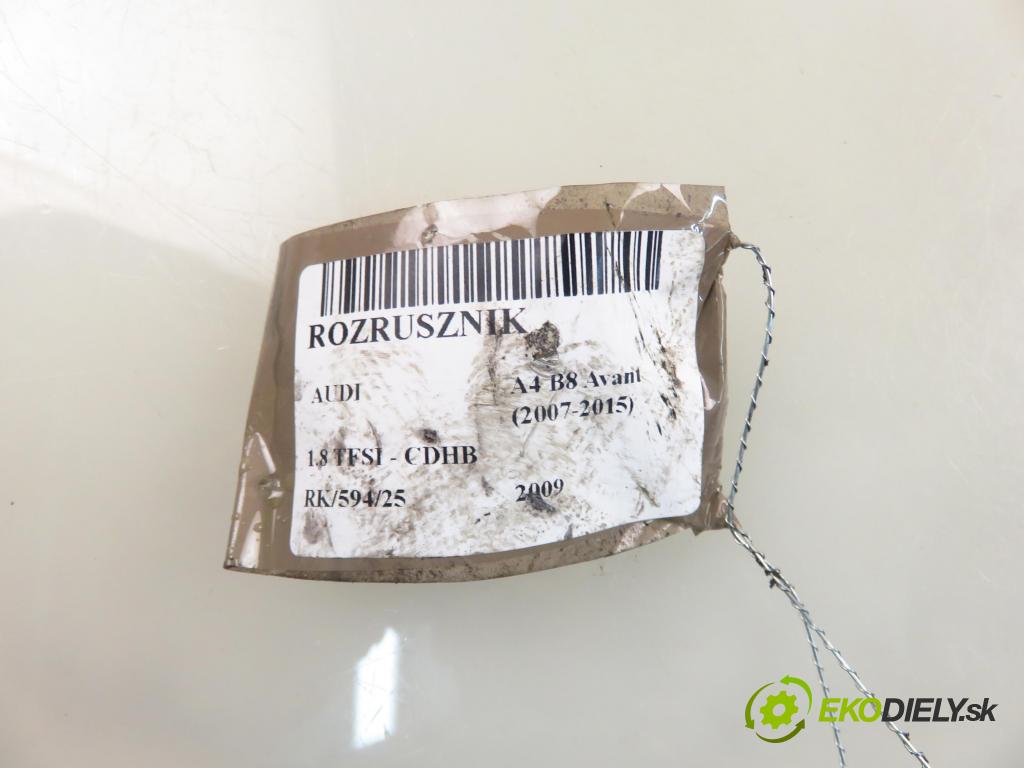 ROZRUSZNIK
AUDI
A4 B8 Avant
(2007-2015)
1.8 TFSI - CDHB
RK/594/25
2009
EKODIELY.sk